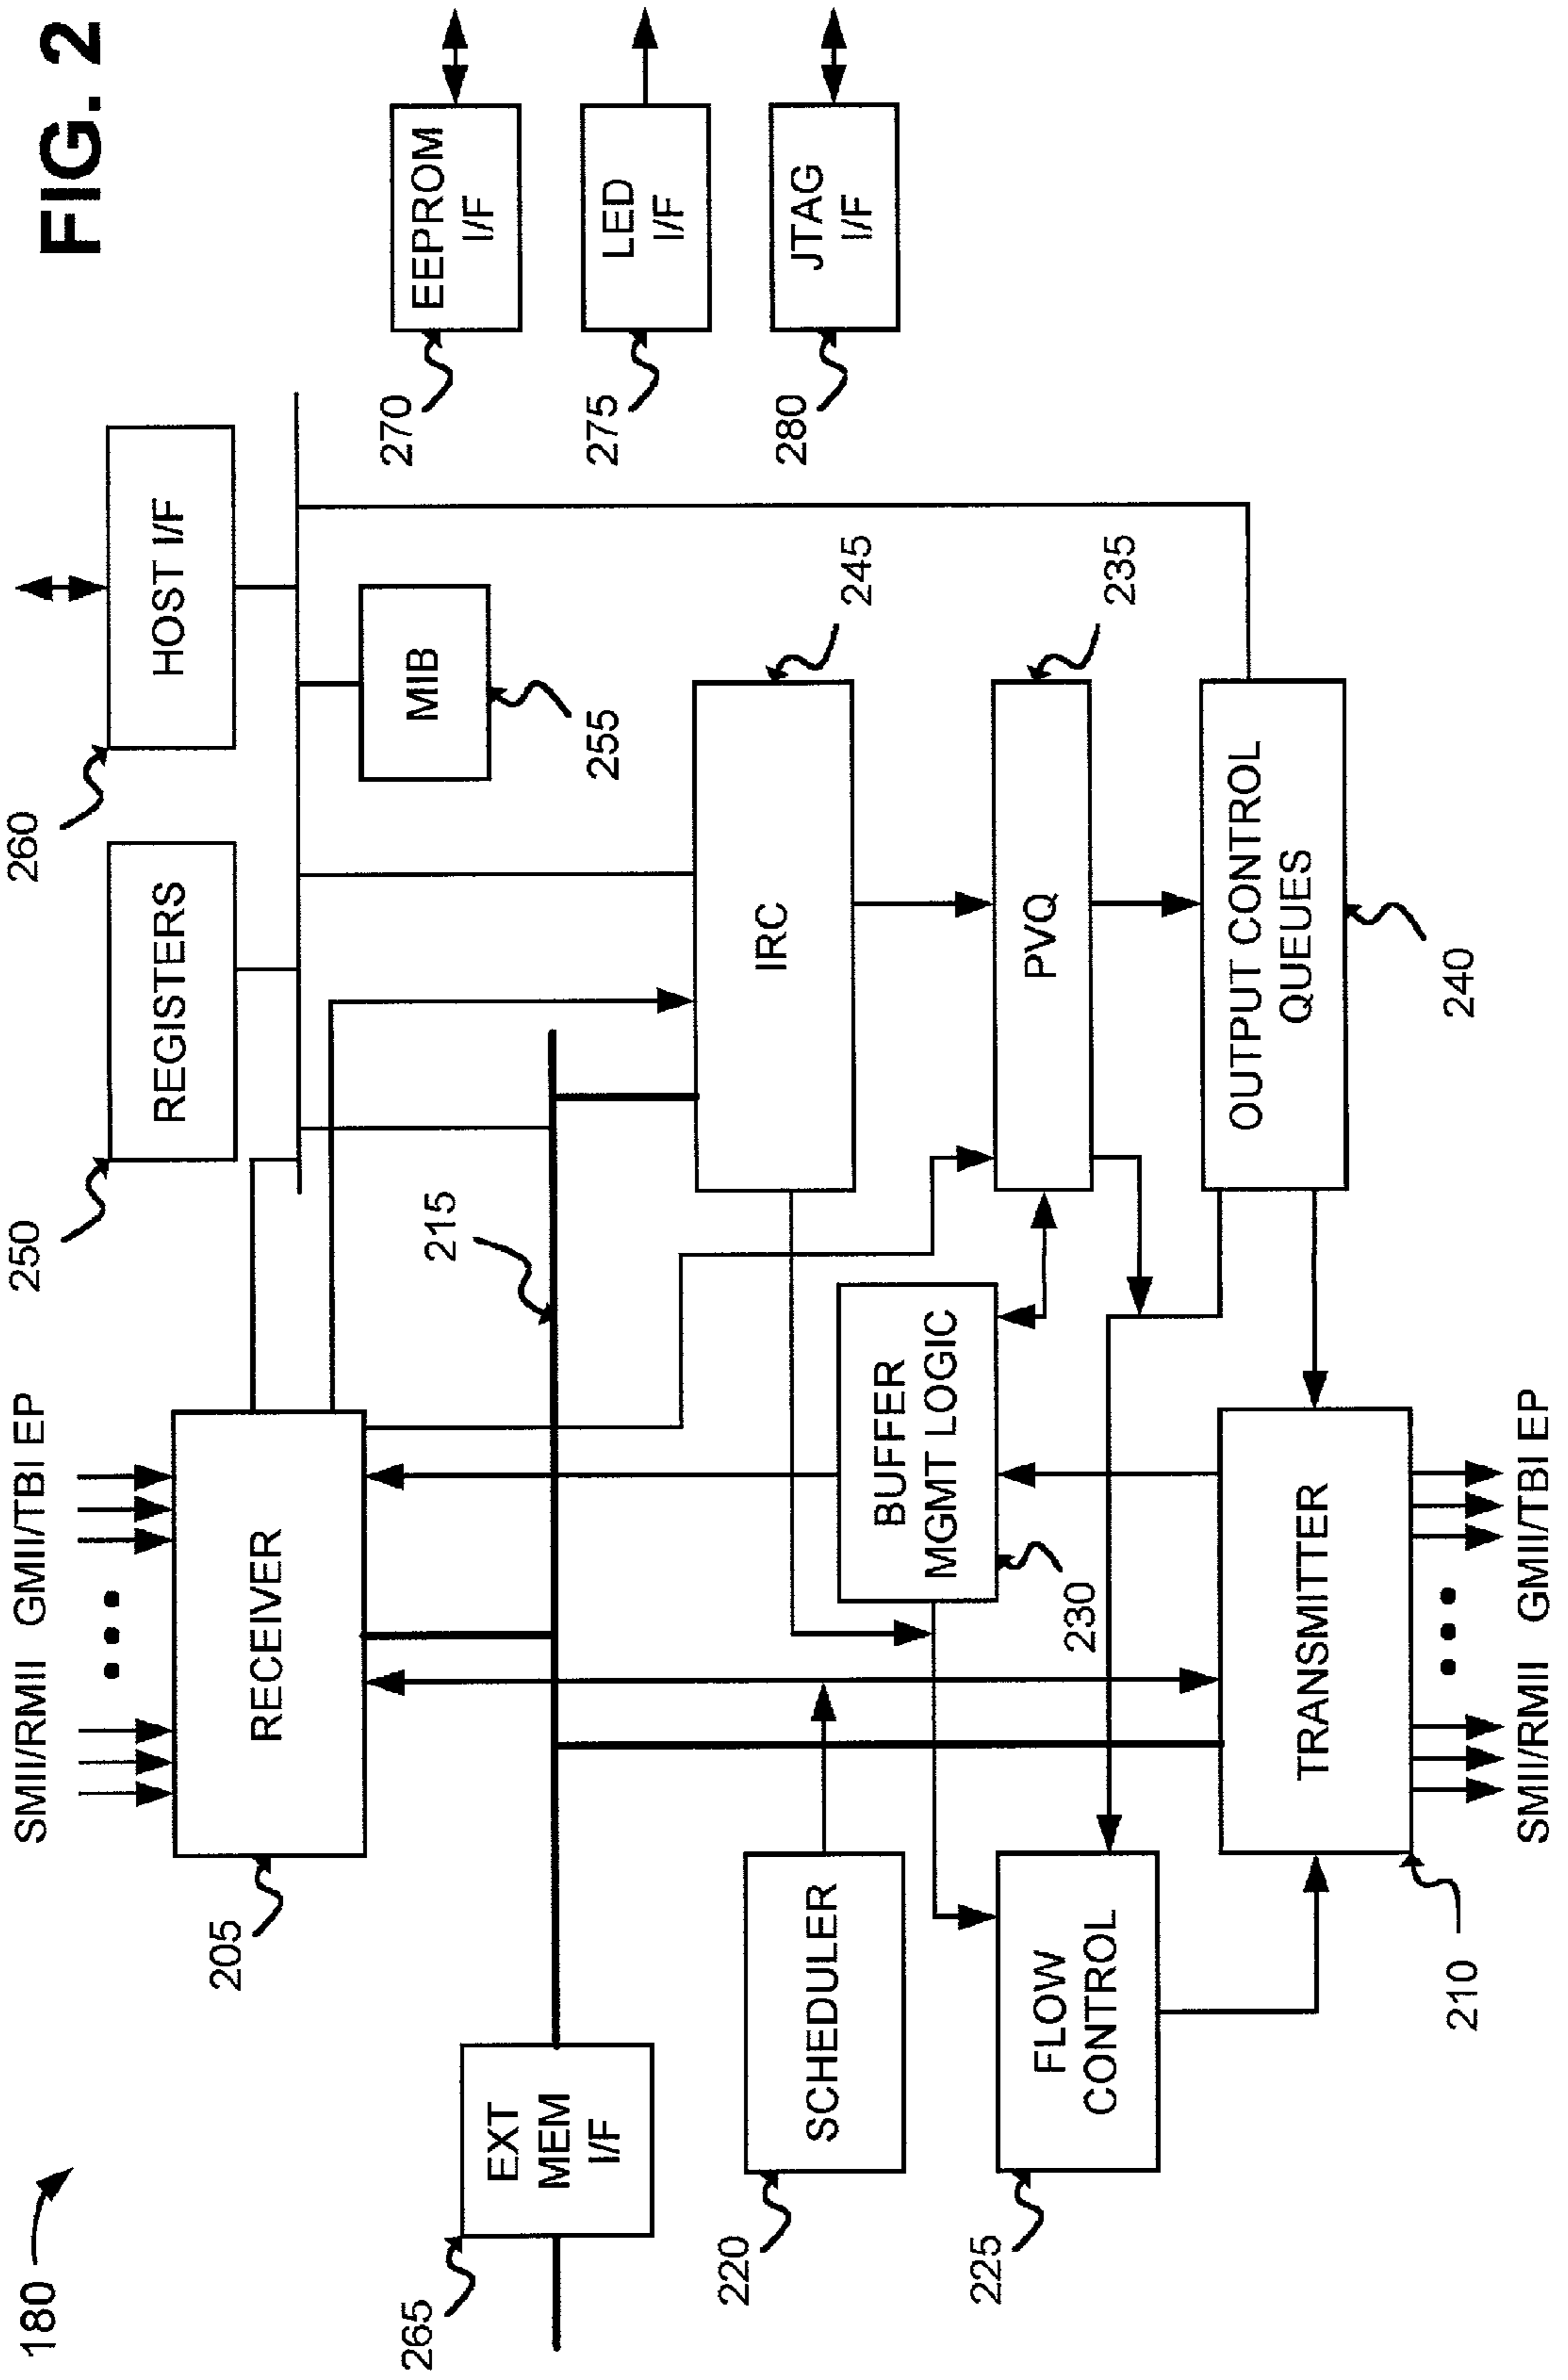 FIG. 2
180
SMII/RMII GMII/TBI EP
250
260
REGISTERS
HOST I/F
205
RECEIVER
MIB
255
EEPROM
I/F
270
LED
I/F
275
JTAG
I/F
280
265
EXT
MEM
I/F
215
IRC
245
220
SCHEDULER
BUFFER
MGMT LOGIC
230
PVQ
235
225
FLOW
CONTROL
OUTPUT CONTROL
QUEUES
240
TRANSMITTER
210
SMII/RMII GMII/TBI EP